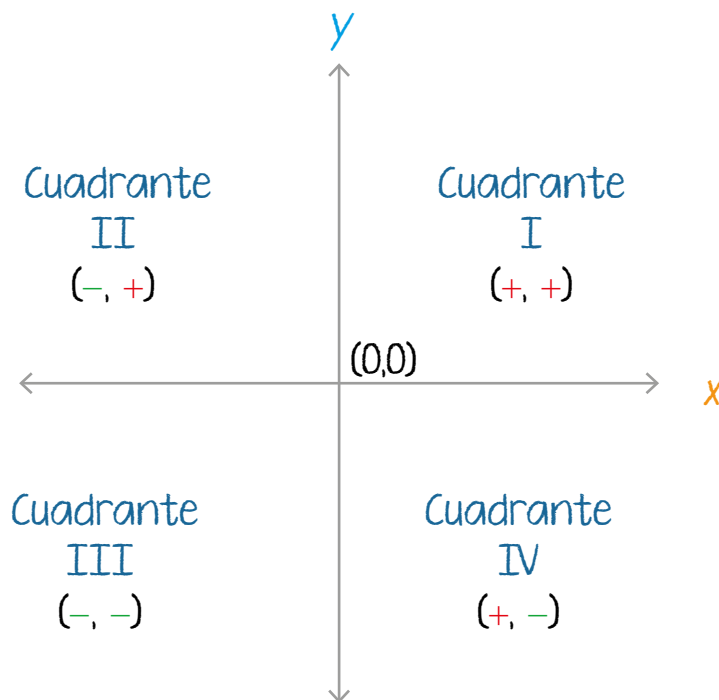 y
Cuadrante
II
(-, +)
Cuadrante
I
(+, +)
(0,0)
x
Cuadrante
III
(-, -)
Cuadrante
IV
(+, -)